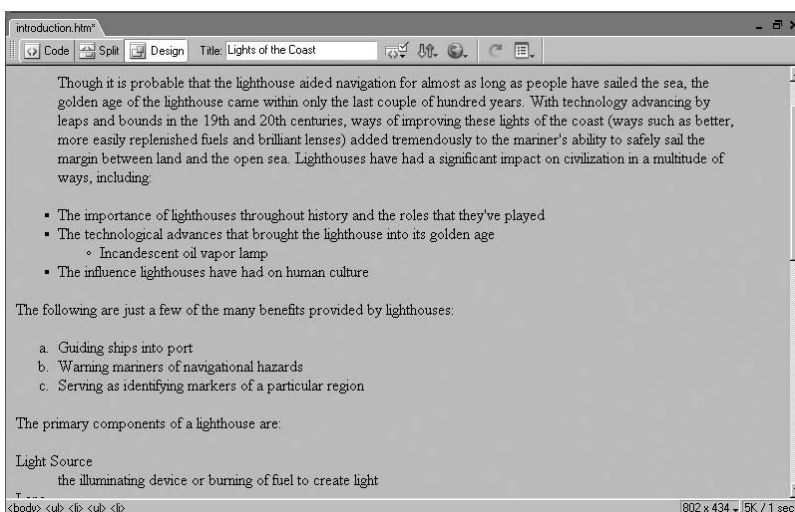 introduction.htm*
Code Split Design Title: Lights of the Coast
Though it is probable that the lighthouse aided navigation for almost as long as people have sailed the sea, the
golden age of the lighthouse came within only the last couple of hundred years. With technology advancing by
leaps and bounds in the 19th and 20th centuries, ways of improving these lights of the coast (ways such as better,
more easily replenished fuels and brilliant lenses) added tremendously to the mariner's ability to safely sail the
margin between land and the open sea. Lighthouses have had a significant impact on civilization in a multitude of
ways, including:
▪ The importance of lighthouses throughout history and the roles that they've played
▪ The technological advances that brought the lighthouse into its golden age
◦ Incandescent oil vapor lamp
▪ The influence lighthouses have had on human culture
The following are just a few of the many benefits provided by lighthouses:
a. Guiding ships into port
b. Warning mariners of navigational hazards
c. Serving as identifying markers of a particular region
The primary components of a lighthouse are:
Light Source
the illuminating device or burning of fuel to create light
<body> <ul> <li> <ul> <li> 802 x 434 5K / 1 sec